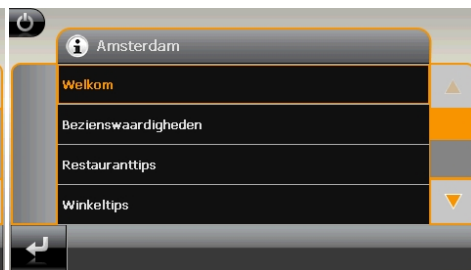 Amsterdam
Welkom
Bezienswaardigheden
Restauranttips
Winkeltips